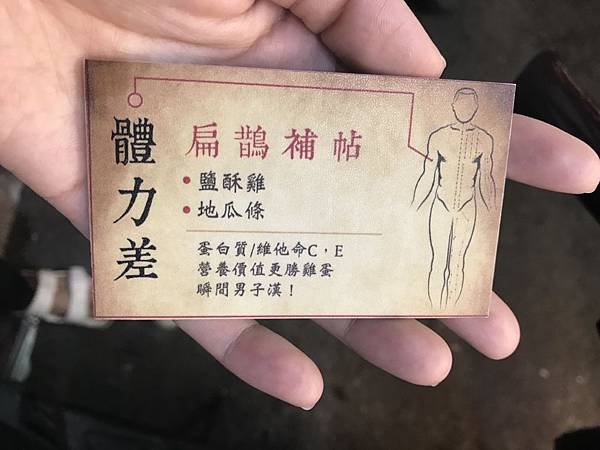 體力差
扁鵲補帖
•鹽酥雞
•地瓜條
蛋白質/維他命C，E
營養價值更勝雞蛋
瞬間男子漢！